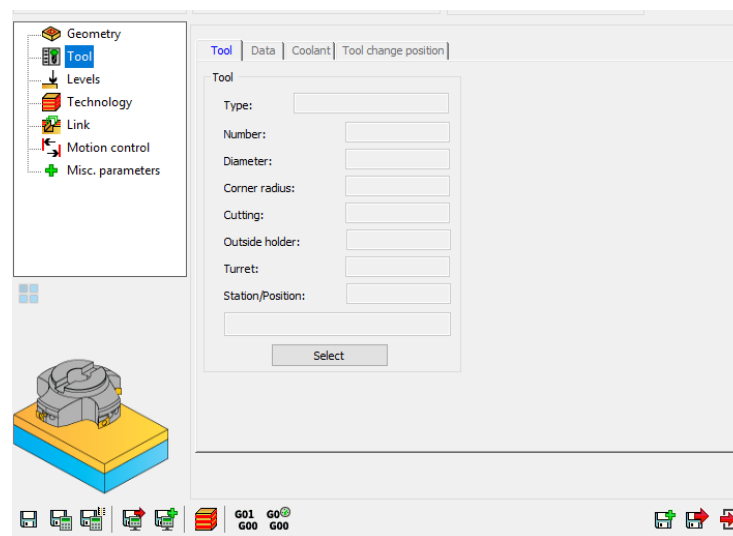 Geometry
Tool
Levels
Technology
Link
Motion control
Misc. parameters
Tool Data Coolant Tool change position
Tool
Type:
Number:
Diameter:
Corner radius:
Cutting:
Outside holder:
Turret:
Station/Position:
Select
G01 G0
G00 G00